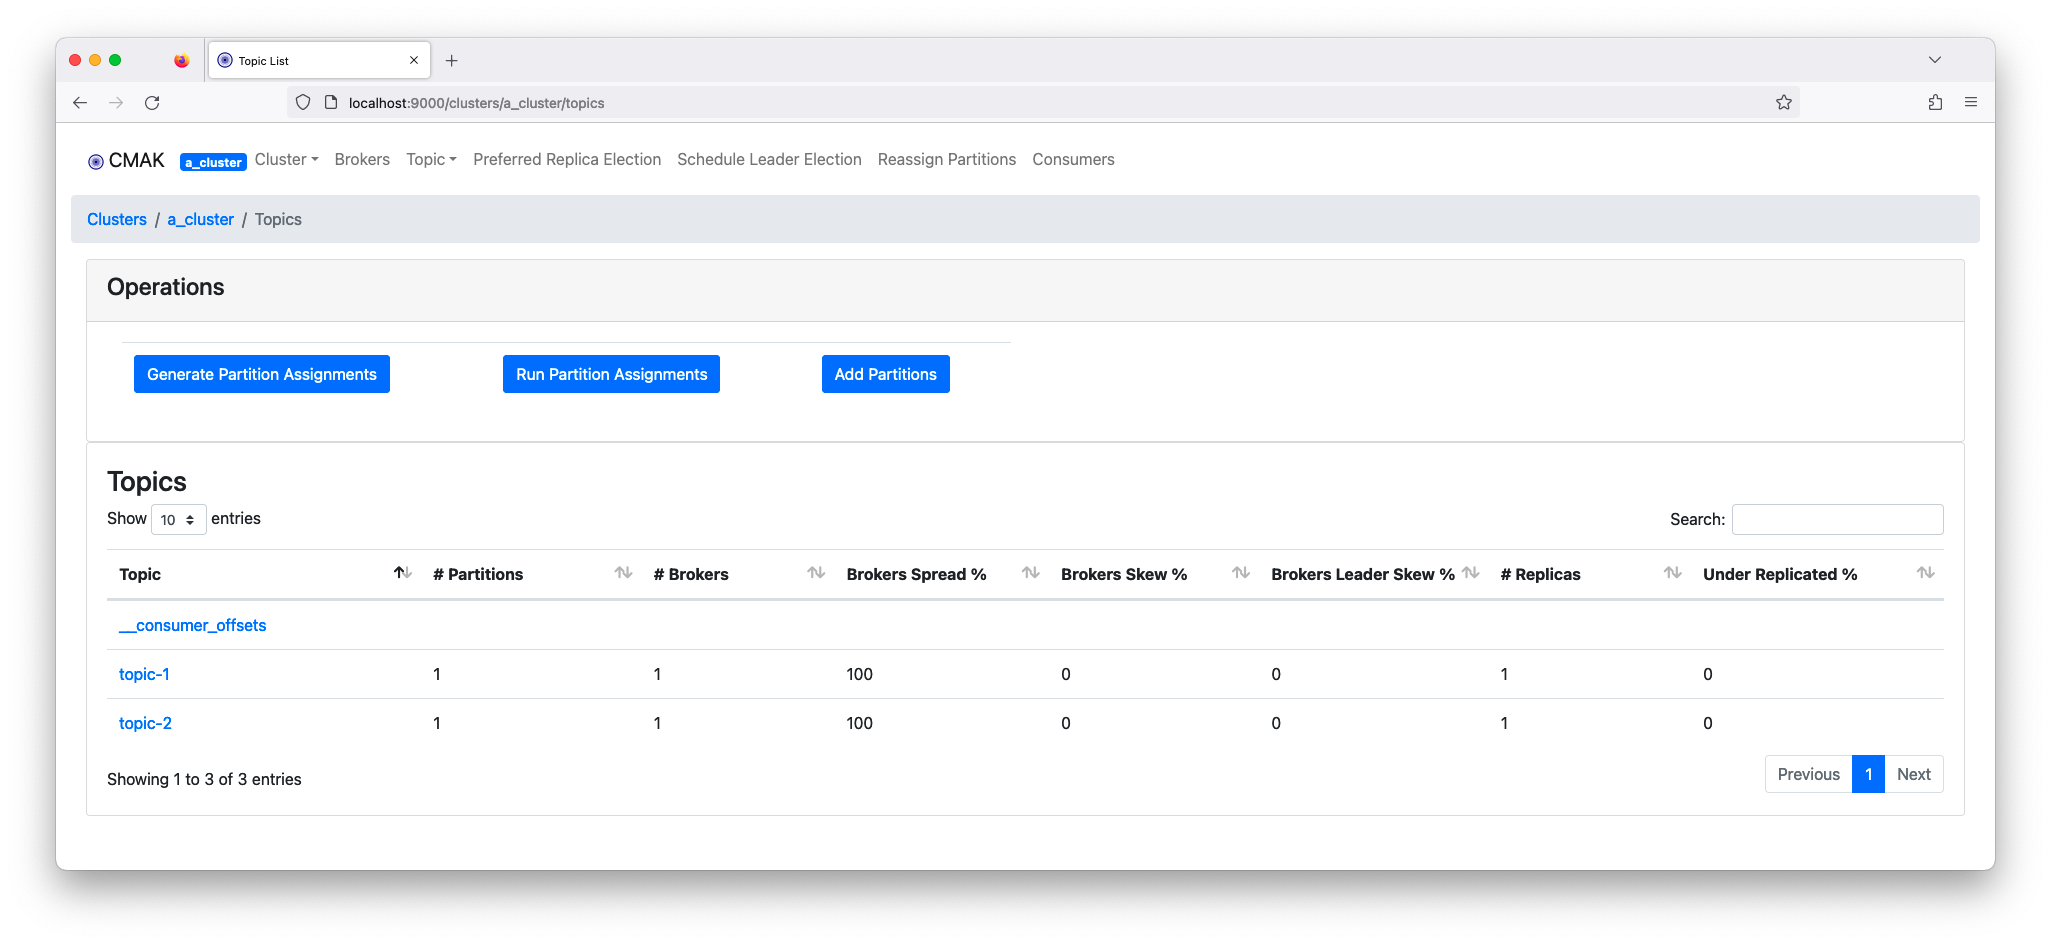 Topic List
localhost:9000/clusters/a_cluster/topics
CMAK a_cluster Cluster Brokers Topic Preferred Replica Election Schedule Leader Election Reassign Partitions Consumers
Clusters / a_cluster / Topics
Operations
Generate Partition Assignments Run Partition Assignments Add Partitions
Topics
Show 10 entries Search:
Topic # Partitions # Brokers Brokers Spread % Brokers Skew % Brokers Leader Skew % # Replicas Under Replicated %
__consumer_offsets
topic-1 1 1 100 0 0 1 0
topic-2 1 1 100 0 0 1 0
Showing 1 to 3 of 3 entries Previous 1 Next